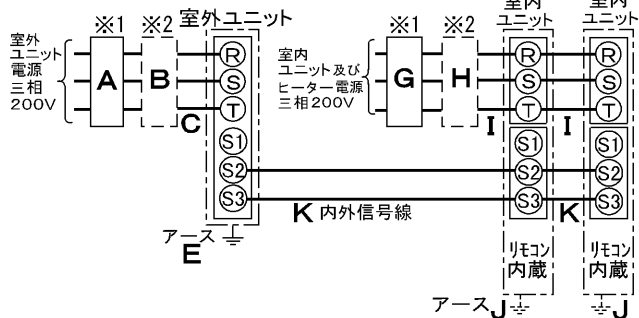 ※1
※2
室外ユニット
室外
ユニット
電源
三相
200V
A
B
C
R
S
T
S1
S2
S3
アース
E
※1
※2
室内
ユニット及び
ヒーター電源
三相200V
G
H
I
I
室内
ユニット
R
S
T
S1
S2
S3
リモコン
内蔵
室内
ユニット
R
S
T
S1
S2
S3
リモコン
内蔵
K 内外信号線
K
アース J
J